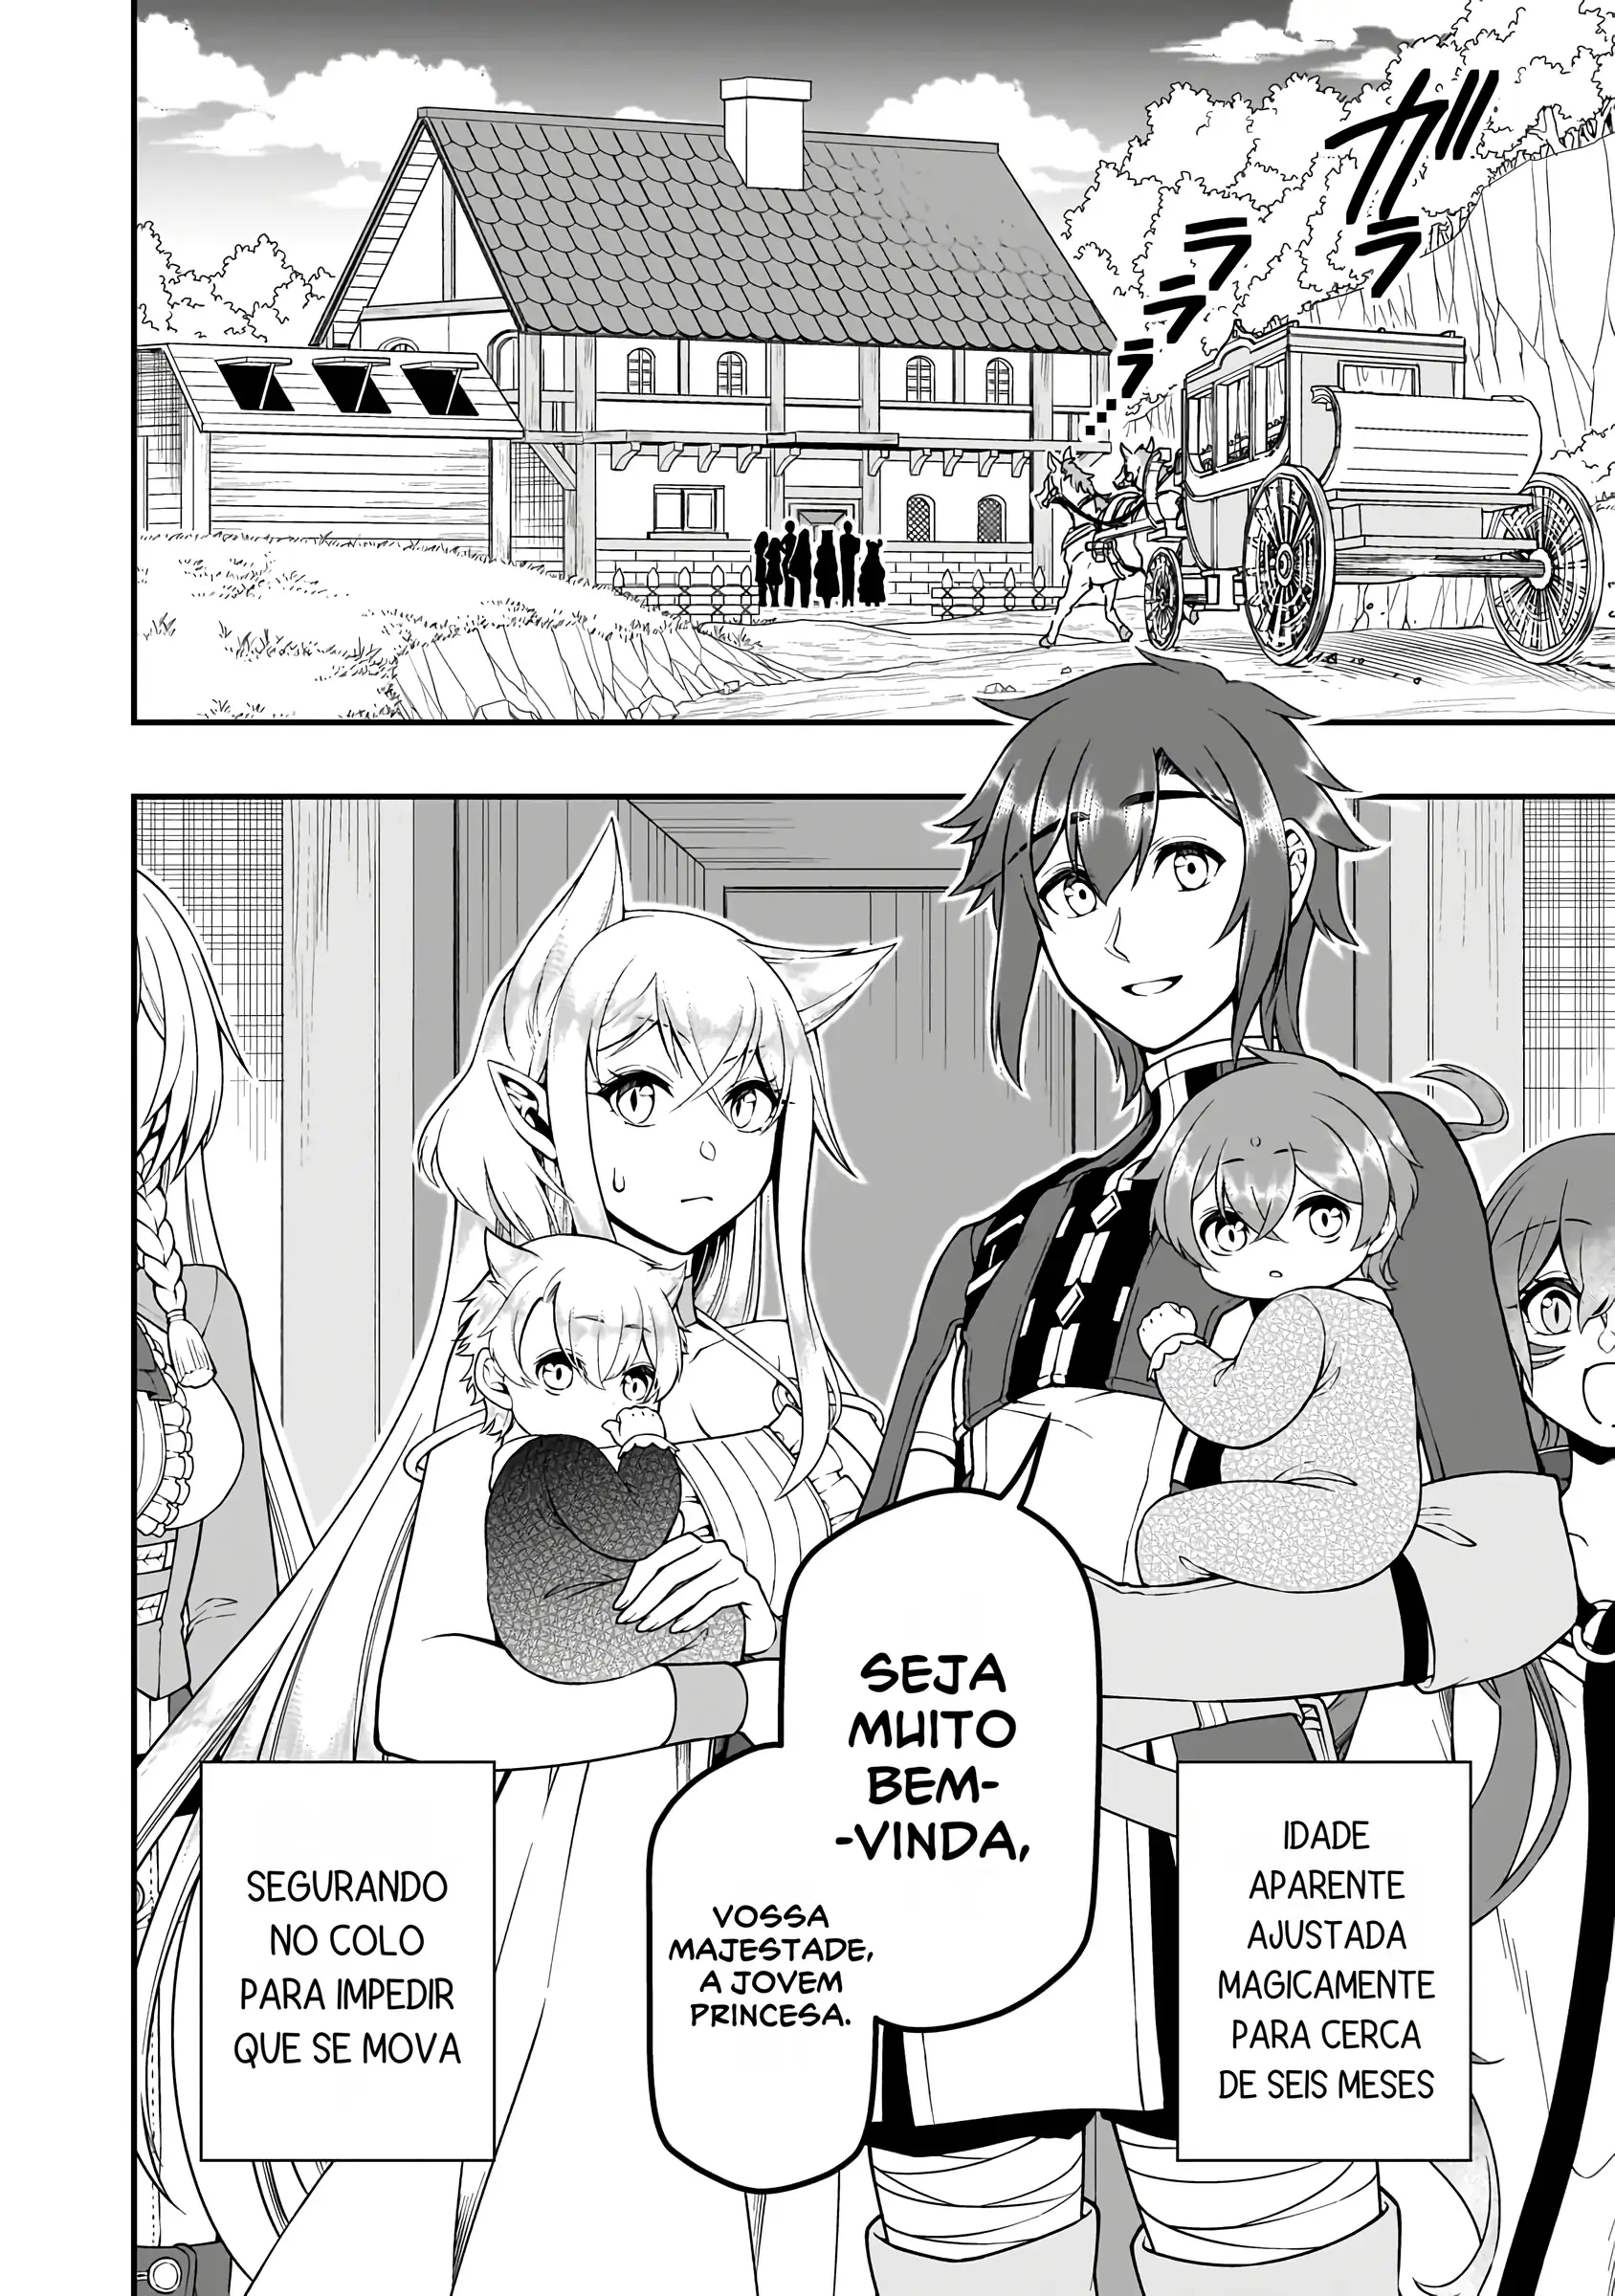 ガラ
ララララ
IDADE
APARENTE
AJUSTADA
MAGICAMENTE
PARA CERCA
DE SEIS MESES
SEJA
MUITO
BEM-
-VINDA,
VOSSA
MAJESTADE,
A JOVEM
PRINCESA.
SEGURANDO
NO COLO
PARA IMPEDIR
QUE SE MOVA